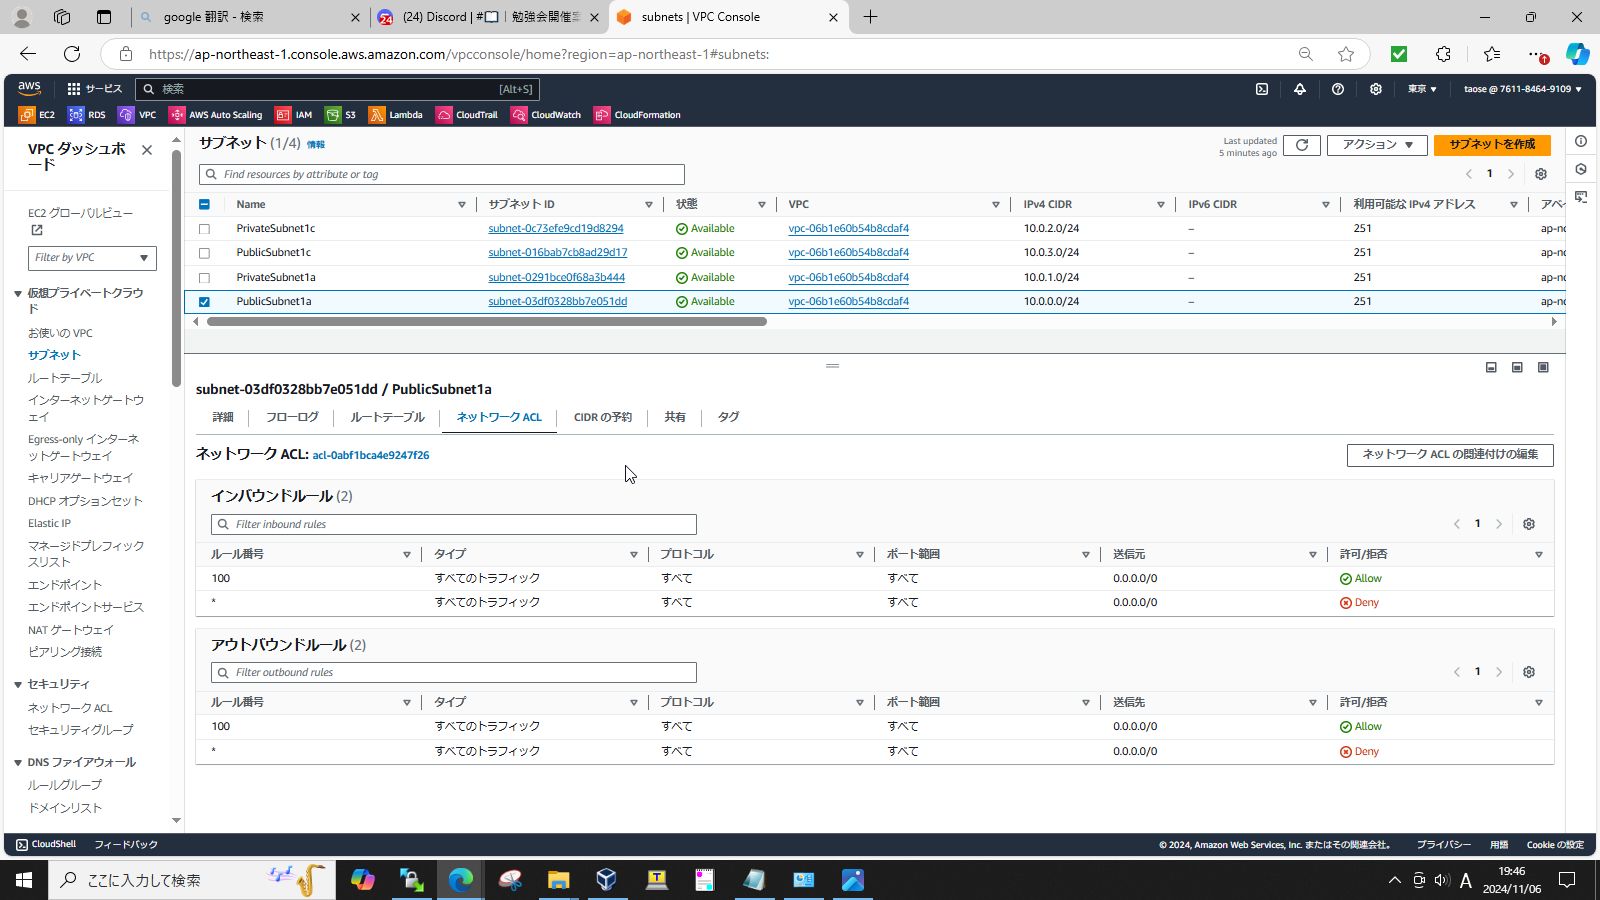 google 翻訳 - 検索
(24) Discord | #📖｜勉強会開催案
subnets | VPC Console
https://ap-northeast-1.console.aws.amazon.com/vpcconsole/home?region=ap-northeast-1#subnets:
aws
サービス
検索
[Alt+S]
東京
taose @ 7611-8464-9109
EC2
RDS
VPC
AWS Auto Scaling
IAM
S3
Lambda
CloudTrail
CloudWatch
CloudFormation
VPC ダッシュボ
ード
EC2 グローバルビュー
Filter by VPC
仮想プライベートクラウ
ド
お使いの VPC
サブネット
ルートテーブル
インターネットゲートウ
ェイ
Egress-only インターネ
ットゲートウェイ
キャリアゲートウェイ
DHCP オプションセット
Elastic IP
マネージドプレフィック
スリスト
エンドポイント
エンドポイントサービス
NAT ゲートウェイ
ピアリング接続
セキュリティ
ネットワーク ACL
セキュリティグループ
DNS ファイアウォール
ルールグループ
ドメインリスト
サブネット (1/4) 情報
Last updated
5 minutes ago
アクション
サブネットを作成
Find resources by attribute or tag
1
Name サブネット ID 状態 VPC IPv4 CIDR IPv6 CIDR 利用可能な IPv4 アドレス アベイ
PrivateSubnet1c subnet-0c73efe9cd19d8294 Available vpc-06b1e60b54b8cdaf4 10.0.2.0/24 – 251 ap-no
PublicSubnet1c subnet-016bab7cb8ad29d17 Available vpc-06b1e60b54b8cdaf4 10.0.3.0/24 – 251 ap-no
PrivateSubnet1a subnet-0291bce0f68a3b444 Available vpc-06b1e60b54b8cdaf4 10.0.1.0/24 – 251 ap-no
PublicSubnet1a subnet-03df0328bb7e051dd Available vpc-06b1e60b54b8cdaf4 10.0.0.0/24 – 251 ap-no
subnet-03df0328bb7e051dd / PublicSubnet1a
詳細 フローログ ルートテーブル ネットワーク ACL CIDR の予約 共有 タグ
ネットワーク ACL: acl-0abf1bca4e9247f26
ネットワーク ACL の関連付けの編集
インバウンドルール (2)
Filter inbound rules
1
ルール番号 タイプ プロトコル ポート範囲 送信元 許可/拒否
100 すべてのトラフィック すべて すべて 0.0.0.0/0 Allow
* すべてのトラフィック すべて すべて 0.0.0.0/0 Deny
アウトバウンドルール (2)
Filter outbound rules
1
ルール番号 タイプ プロトコル ポート範囲 送信先 許可/拒否
100 すべてのトラフィック すべて すべて 0.0.0.0/0 Allow
* すべてのトラフィック すべて すべて 0.0.0.0/0 Deny
CloudShell フィードバック
© 2024, Amazon Web Services, Inc. またはその関連会社。 プライバシー 用語 Cookie の設定
ここに入力して検索
A
19:46
2024/11/06